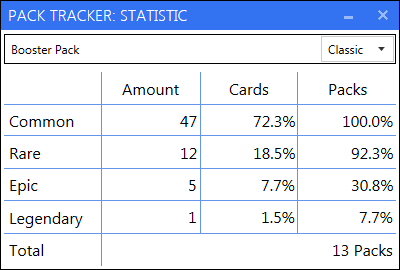 PACK TRACKER: STATISTIC
Booster Pack Classic
Amount Cards Packs
Common 47 72.3% 100.0%
Rare 12 18.5% 92.3%
Epic 5 7.7% 30.8%
Legendary 1 1.5% 7.7%
Total 13 Packs